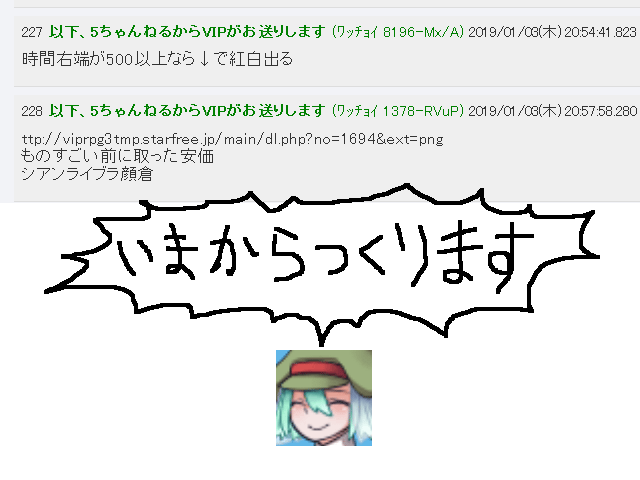 227 以下、5ちゃんねるからVIPがお送りします (ﾜｯﾁｮｲ 8196-Mx/A) 2019/01/03(木) 20:54:41.823
時間右端が500以上なら↓で紅白出る
228 以下、5ちゃんねるからVIPがお送りします (ﾜｯﾁｮｲ 1378-RVuP) 2019/01/03(木) 20:57:58.280
ttp://viprpg3tmp.starfree.jp/main/dl.php?no=1694&ext=png
ものすごい前に取った安価
シアンライブラ顔倉
いまからつくります